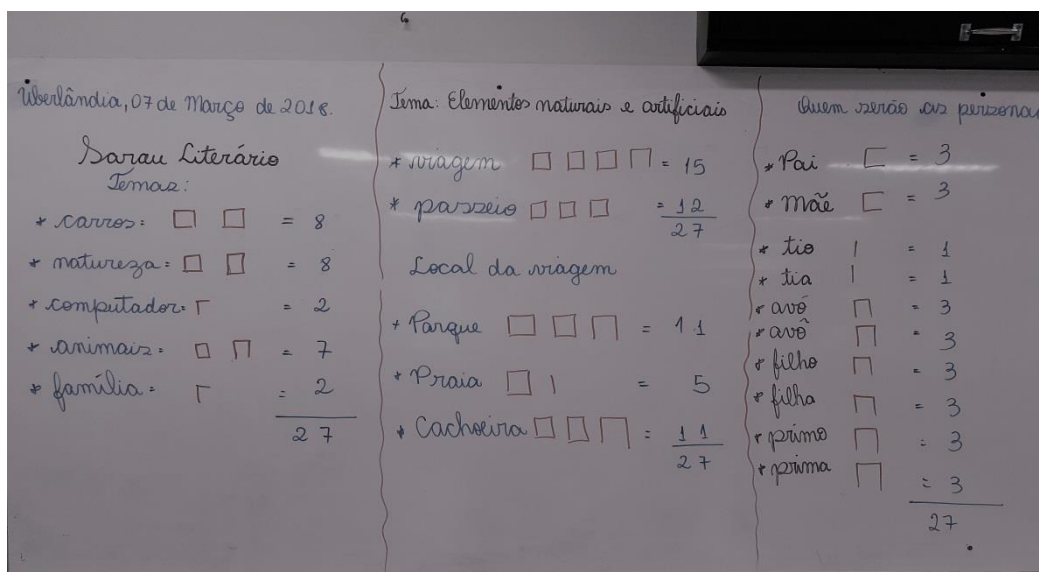 Uberlândia, 07 de Março de 2018.
Sarau Literário
Temas:
* carros: = 8
* natureza: = 8
* computador: = 2
* animais: = 7
* família: = 2
27
Tema: Elementos naturais e artificiais
* viagem = 15
* passeio = 12
27
Local da viagem
* Parque = 11
* Praia = 5
* Cachoeira = 11
27
Quem serão as
* Pai = 3
* mãe = 3
* tio = 1
* tia = 1
* avó = 3
* avô = 3
* filho = 3
* filha = 3
* primo = 3
* prima = 3
27